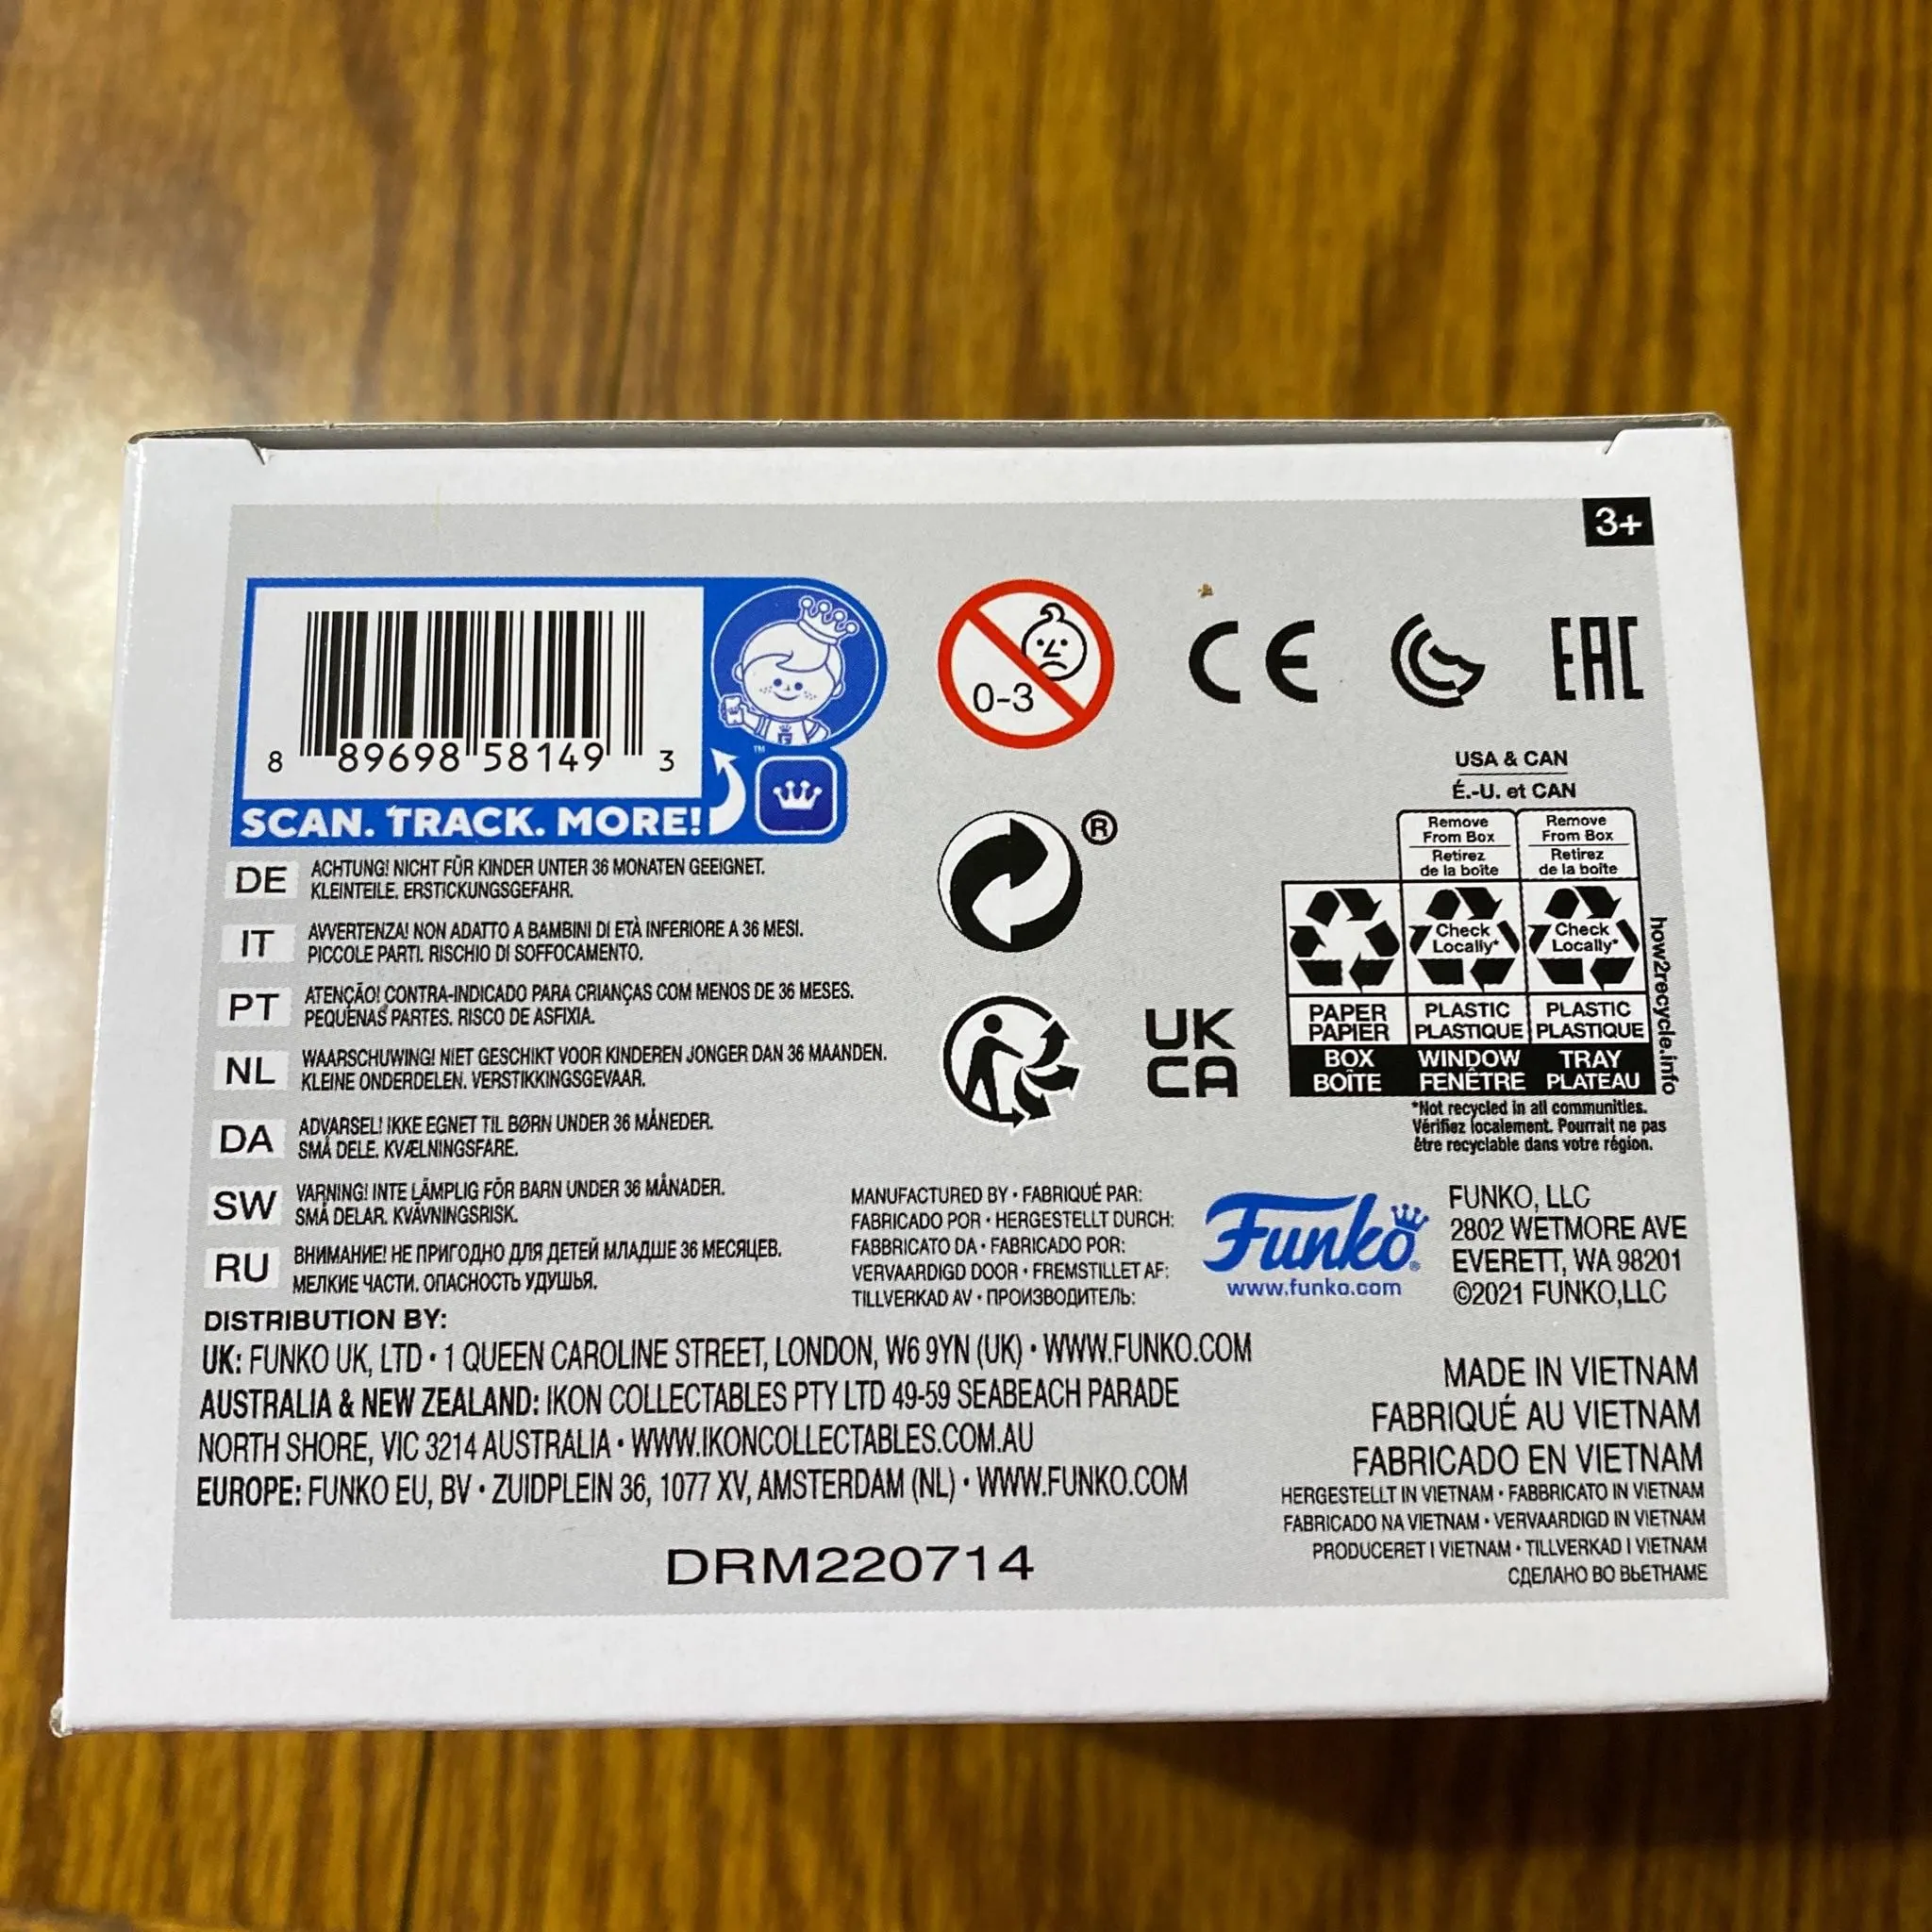 3+
8 89698 58149 3
SCAN. TRACK. MORE!
™
0-3
CE
EAC
DE ACHTUNG! NICHT FÜR KINDER UNTER 36 MONATEN GEEIGNET.
KLEINTEILE. ERSTICKUNGSGEFAHR.
IT AVVERTENZA! NON ADATTO A BAMBINI DI ETÀ INFERIORE A 36 MESI.
PICCOLE PARTI. RISCHIO DI SOFFOCAMENTO.
PT ATENÇÃO! CONTRA-INDICADO PARA CRIANÇAS COM MENOS DE 36 MESES.
PEQUENAS PARTES. RISCO DE ASFIXIA.
NL WAARSCHUWING! NIET GESCHIKT VOOR KINDEREN JONGER DAN 36 MAANDEN.
KLEINE ONDERDELEN. VERSTIKKINGSGEVAAR.
DA ADVARSEL! IKKE EGNET TIL BØRN UNDER 36 MÅNEDER.
SMÅ DELE. KVÆLNINGSFARE.
SW VARNING! INTE LÄMPLIG FÖR BARN UNDER 36 MÅNADER.
SMÅ DELAR. KVÄVNINGSRISK.
RU ВНИМАНИЕ! НЕ ПРИГОДНО ДЛЯ ДЕТЕЙ МЛАДШЕ 36 МЕСЯЦЕВ.
МЕЛКИЕ ЧАСТИ. ОПАСНОСТЬ УДУШЬЯ.
®
UK
CA
USA & CAN
É.-U. et CAN
Remove From Box
Retirez de la boîte
Remove From Box
Retirez de la boîte
Check Locally*
Check Locally*
PAPER PAPIER
PLASTIC PLASTIQUE
PLASTIC PLASTIQUE
BOX BOÎTE
WINDOW FENÊTRE
TRAY PLATEAU
how2recycle.info
*Not recycled in all communities.
Vérifiez localement. Pourrait ne pas
être recyclable dans votre région.
MANUFACTURED BY • FABRIQUÉ PAR:
FABRICADO POR • HERGESTELLT DURCH:
FABBRICATO DA • FABRICADO POR:
VERVAARDIGD DOOR • FREMSTILLET AF:
TILLVERKAD AV • ПРОИЗВОДИТЕЛЬ:
Funko®
www.funko.com
FUNKO, LLC
2802 WETMORE AVE
EVERETT, WA 98201
©2021 FUNKO,LLC
DISTRIBUTION BY:
UK: FUNKO UK, LTD • 1 QUEEN CAROLINE STREET, LONDON, W6 9YN (UK) • WWW.FUNKO.COM
AUSTRALIA & NEW ZEALAND: IKON COLLECTABLES PTY LTD 49-59 SEABEACH PARADE
NORTH SHORE, VIC 3214 AUSTRALIA • WWW.IKONCOLLECTABLES.COM.AU
EUROPE: FUNKO EU, BV • ZUIDPLEIN 36, 1077 XV, AMSTERDAM (NL) • WWW.FUNKO.COM
MADE IN VIETNAM
FABRIQUÉ AU VIETNAM
FABRICADO EN VIETNAM
HERGESTELLT IN VIETNAM • FABBRICATO IN VIETNAM
FABRICADO NA VIETNAM • VERVAARDIGD IN VIETNAM
PRODUCERET I VIETNAM • TILLVERKAD I VIETNAM
СДЕЛАНО ВО ВЬЕТНАМЕ
DRM220714